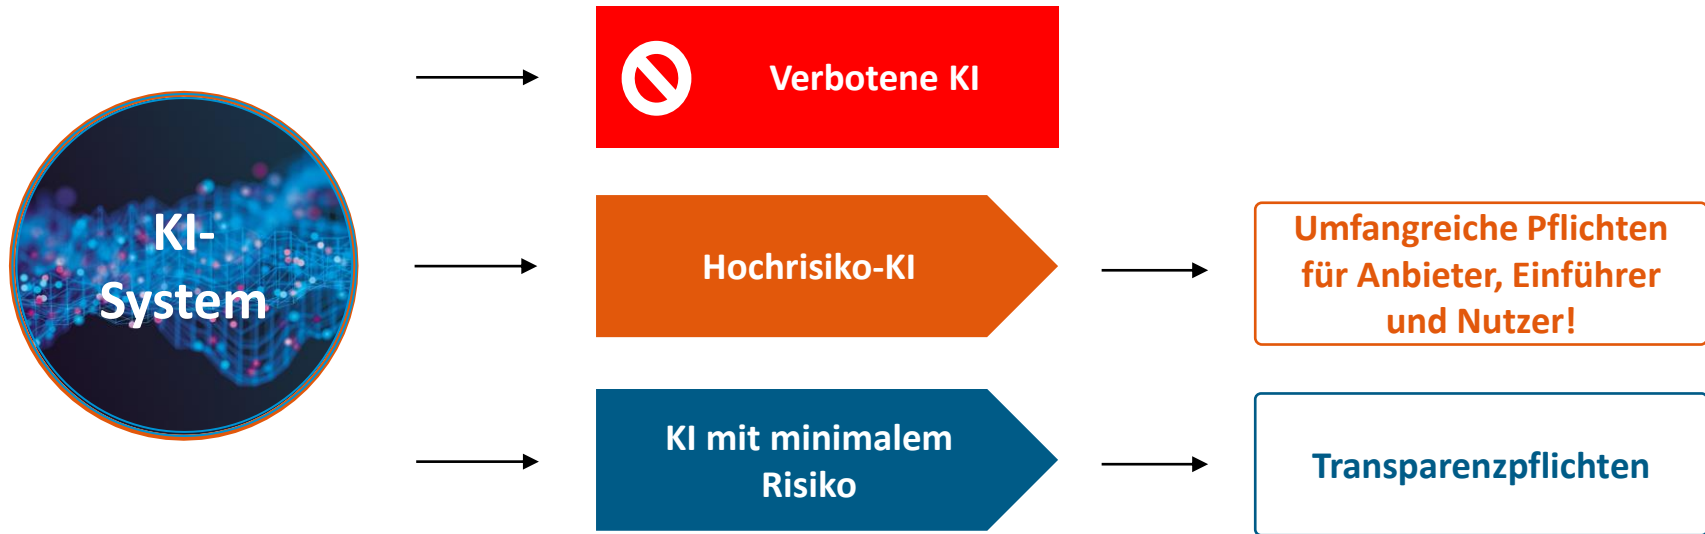 KI-
System
Verbotene KI
Hochrisiko-KI
Umfangreiche Pflichten
für Anbieter, Einführer
und Nutzer!
KI mit minimalem
Risiko
Transparenzpflichten